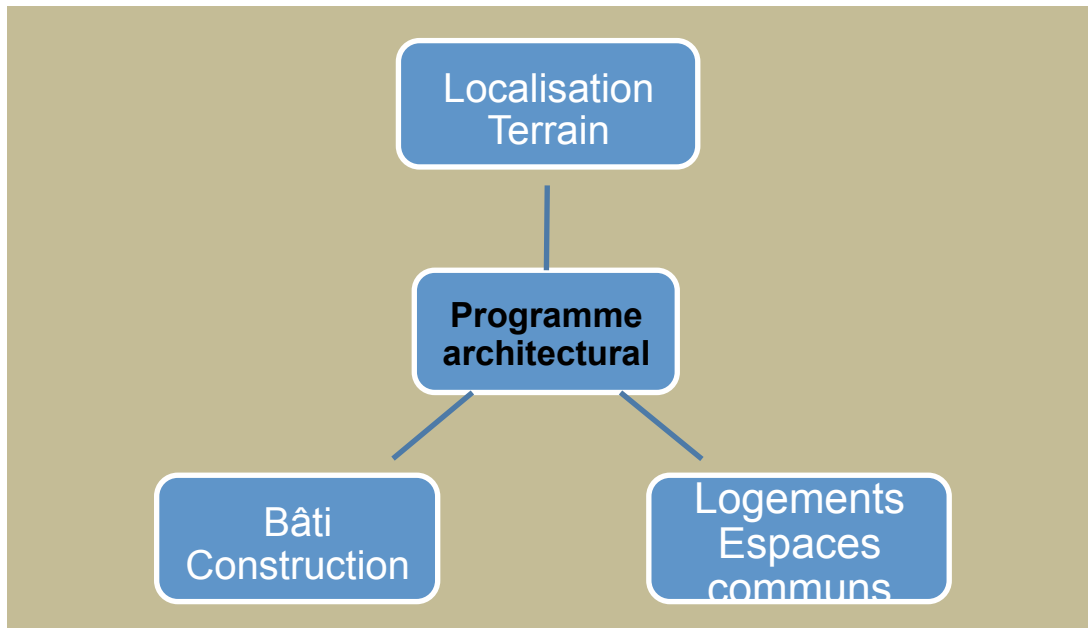 Localisation
Terrain
Programme
architectural
Bâti
Construction
Logements
Espaces
communs